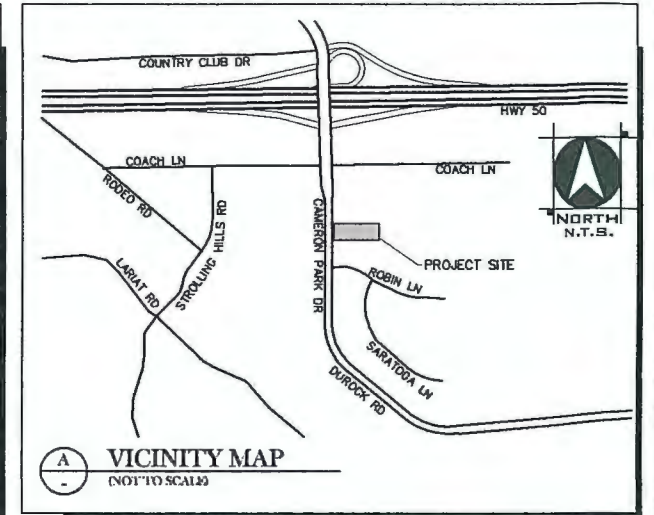 COUNTRY CLUB DR
HWY 50
COACH LN
COACH LN
RODEO RD
STROLLING HILLS RD
CAMERON PARK DR
NORTH
N.T.S.
PROJECT SITE
LARIAT RD
ROBIN LN
SARATOGA LN
DUROCK RD
A
-
VICINITY MAP
(NOT TO SCALE)